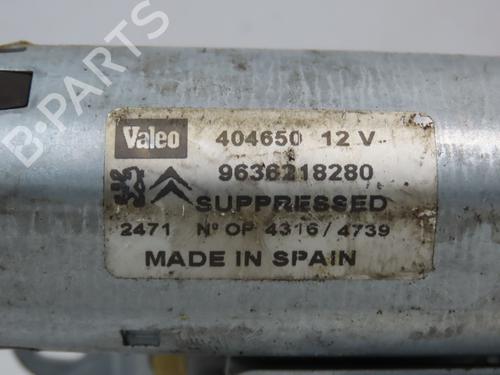 B-PARTS
Valeo 404650 12 V
9636218280
SUPPRESSED
2471 Nº OP 4316/4739
MADE IN SPAIN